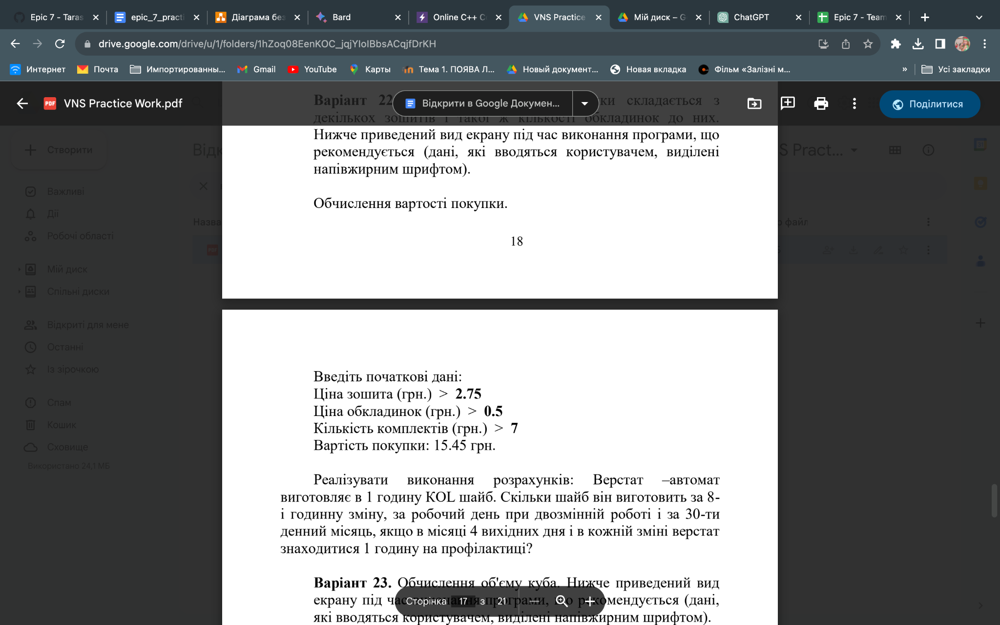 Epic 7 - Taras
epic_7_practi
Діаграма без
Bard
Online C++ C
VNS Practice
Мій диск – G
ChatGPT
Epic 7 - Team
drive.google.com/drive/u/1/folders/1hZoq08EenKOC_jqjYIoIBbsACqjfDrKH
Интернет
Почта
Импортированны...
Gmail
YouTube
Карты
Тема 1. ПОЯВА Л...
Новый документ...
Новая вкладка
Фільм «Залізні м...
»
Усі закладки
PDF
VNS Practice Work.pdf
Відкрити в Google Докумен...
Поділитися
Варіант 22
ки складається з
декількох зошитів і такої ж кількості обкладинок до них.
Нижче приведений вид екрану під час виконання програми, що
рекомендується (дані, які вводяться користувачем, виділені
напівжирним шрифтом).
Обчислення вартості покупки.
18
Створити
Відк
S Pract...
31
Важливі
Дії
Робочі області
Назва
файл
PDF
Мій диск
Спільні диски
Відкриті для мене
Останні
Із зірочкою
Спам
Кошик
Сховище
Використано 24,1 МБ
Введіть початкові дані:
Ціна зошита (грн.) > 2.75
Ціна обкладинок (грн.) > 0.5
Кількість комплектів (грн.) > 7
Вартість покупки: 15.45 грн.
Реалізувати виконання розрахунків: Верстат –автомат
виготовляє в 1 годину KOL шайб. Скільки шайб він виготовить за 8-
і годинну зміну, за робочий день при двозмінній роботі і за 30-ти
денний місяць, якщо в місяці 4 вихідних дня і в кожній зміні верстат
знаходитися 1 годину на профілактиці?
Варіант 23. Обчислення об'єму куба. Нижче приведений вид
екрану під час виконання програми, що рекомендується (дані,
які вводяться користувачем, виділені напівжирним шрифтом).
Сторінка 17 з 21